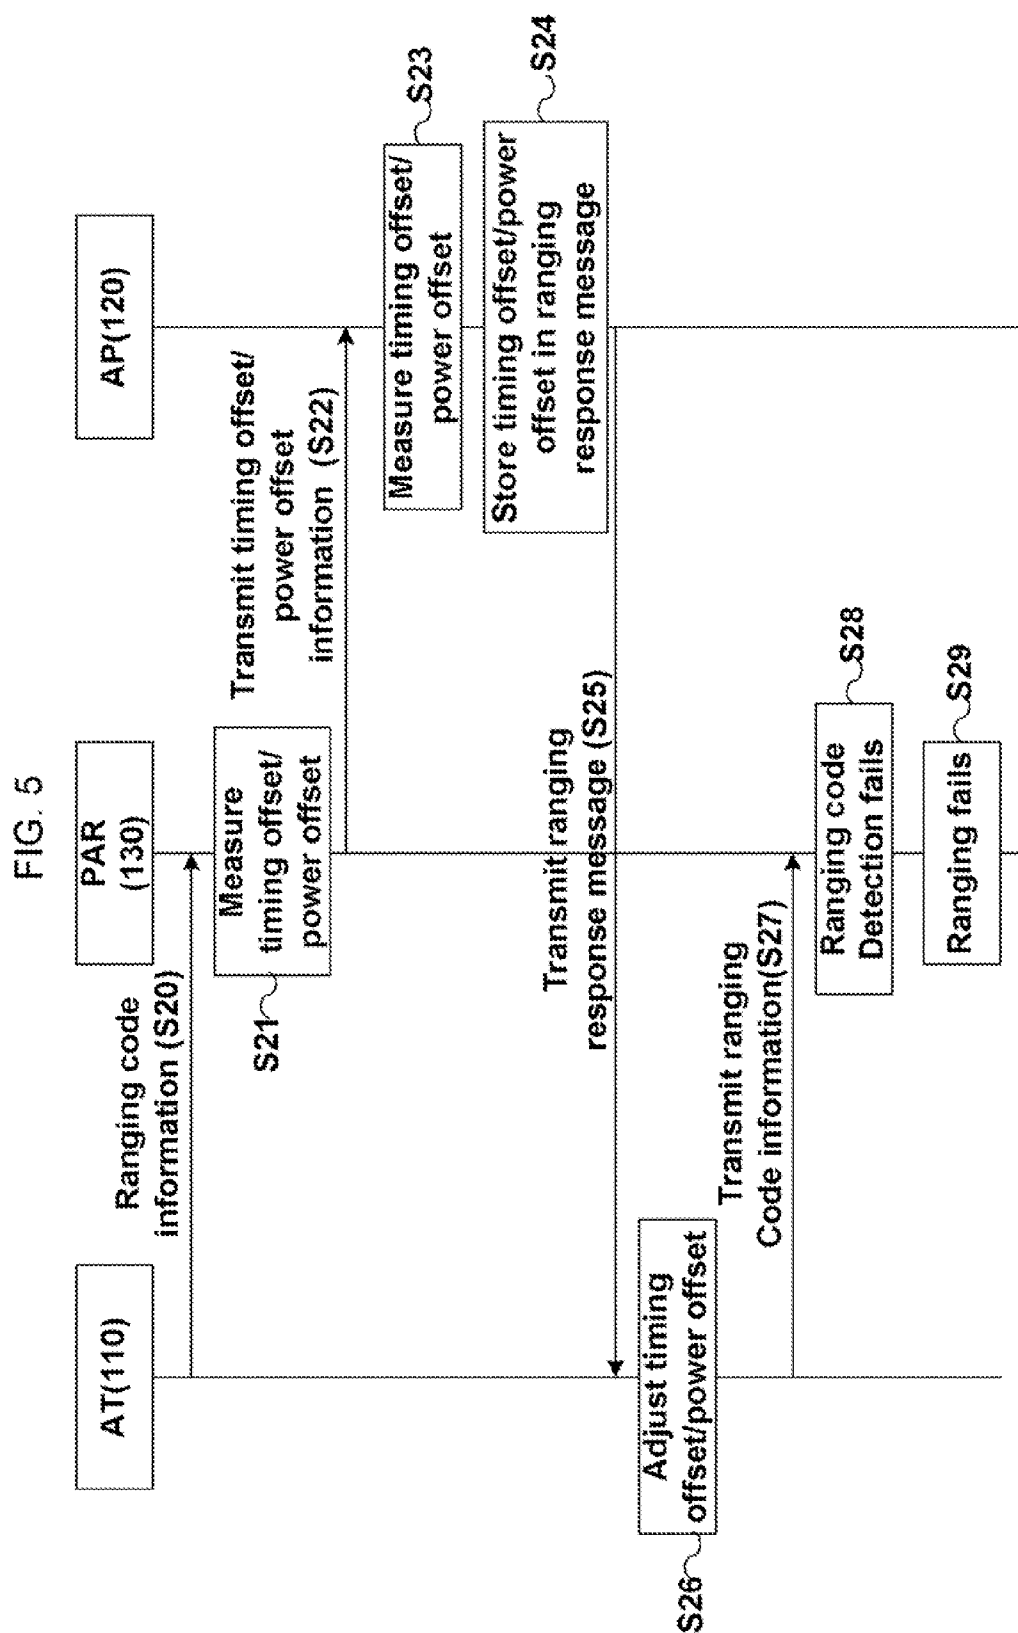 FIG. 5
AT(110)
PAR
(130)
AP(120)
Ranging code
information (S20)
Measure
timing offset/
power offset
S21
Transmit timing offset/
power offset
information (S22)
Measure timing offset/
power offset
S23
Store timing offset/power
offset in ranging
response message
S24
Transmit ranging
response message (S25)
Adjust timing
offset/power offset
S26
Transmit ranging
Code information(S27)
Ranging code
Detection fails
S28
Ranging fails
S29